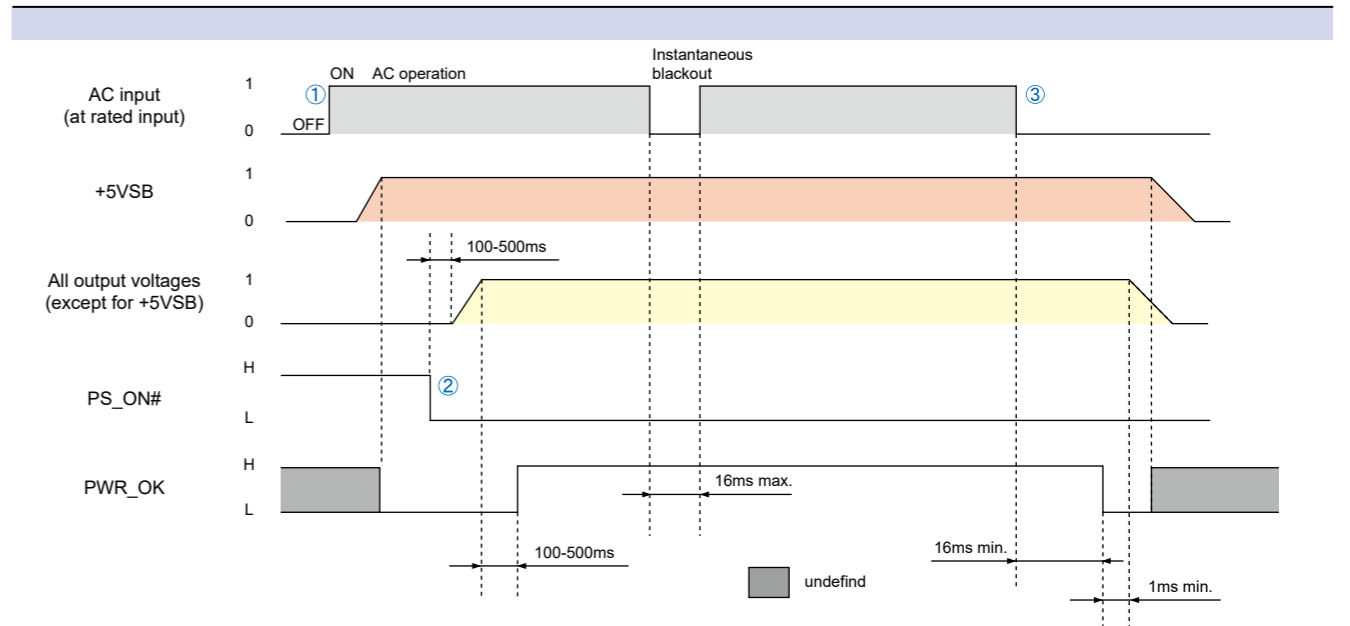 Instantaneous
blackout
ON AC operation
AC input
(at rated input)
1
①
③
OFF
0
+5VSB
1
0
100-500ms
All output voltages
(except for +5VSB)
1
0
PS_ON#
H
②
L
PWR_OK
H
L
16ms max.
100-500ms
16ms min.
undefind
1ms min.